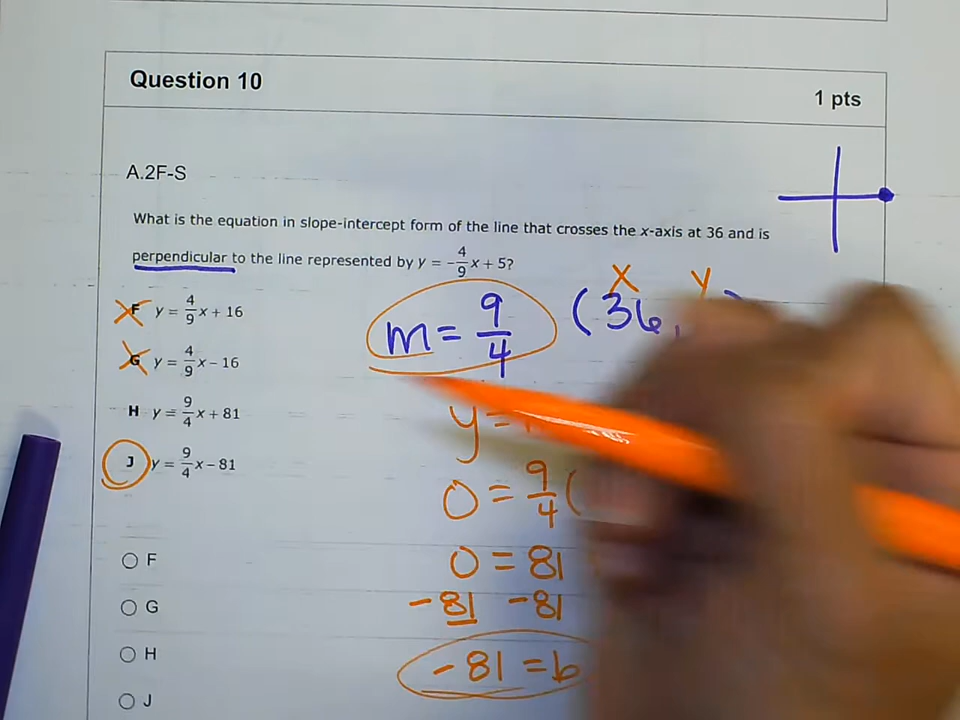 Question 10
1 pts
A.2F-S
What is the equation in slope-intercept form of the line that crosses the x-axis at 36 and is
perpendicular to the line represented by y = -4/9x + 5?
x y
F y = 4/9x + 16
m = 9/4 (36,
G y = 4/9x - 16
H y = 9/4x + 81
y =
J y = 9/4x - 81
0 = 9/4(
F
0 = 81
G
-81 -81
H
-81 = b
J